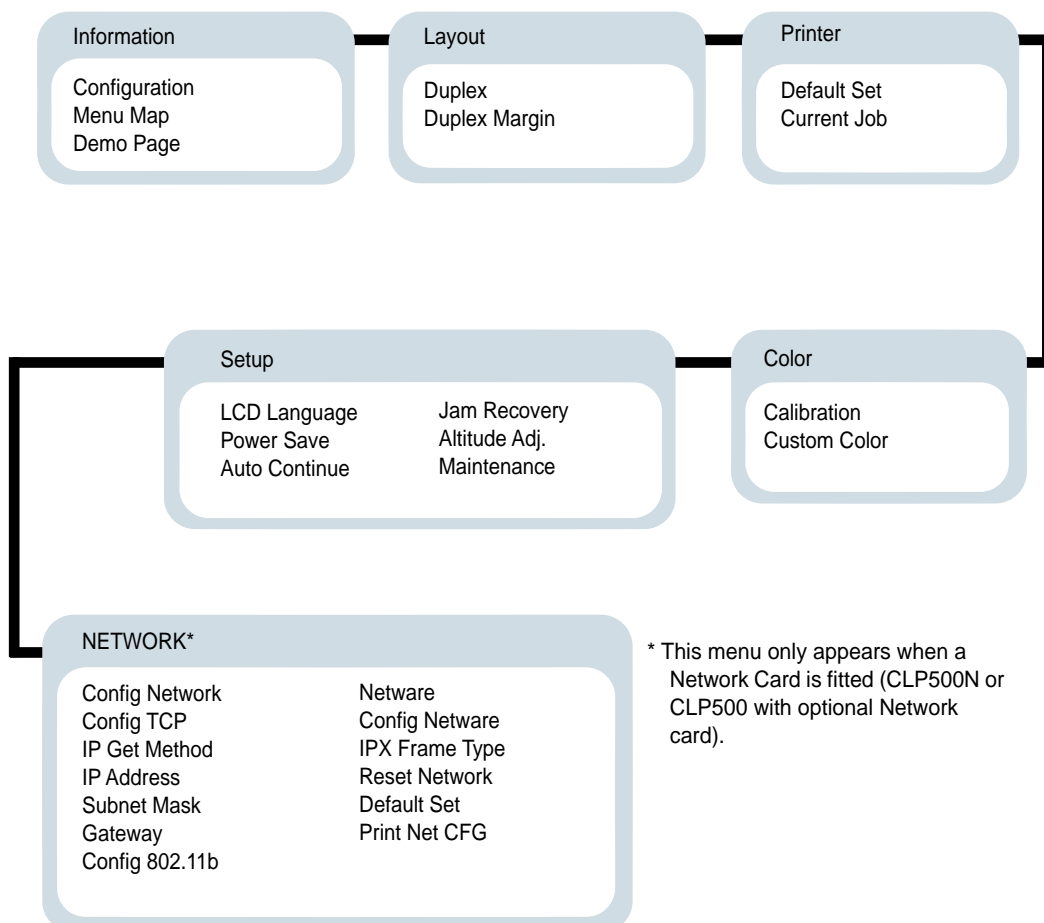 Information
Configuration
Menu Map
Demo Page
Layout
Duplex
Duplex Margin
Printer
Default Set
Current Job
Setup
LCD Language
Power Save
Auto Continue
Jam Recovery
Altitude Adj.
Maintenance
Color
Calibration
Custom Color
NETWORK*
Config Network
Config TCP
IP Get Method
IP Address
Subnet Mask
Gateway
Config 802.11b
Netware
Config Netware
IPX Frame Type
Reset Network
Default Set
Print Net CFG
* This menu only appears when a
Network Card is fitted (CLP500N or
CLP500 with optional Network
card).